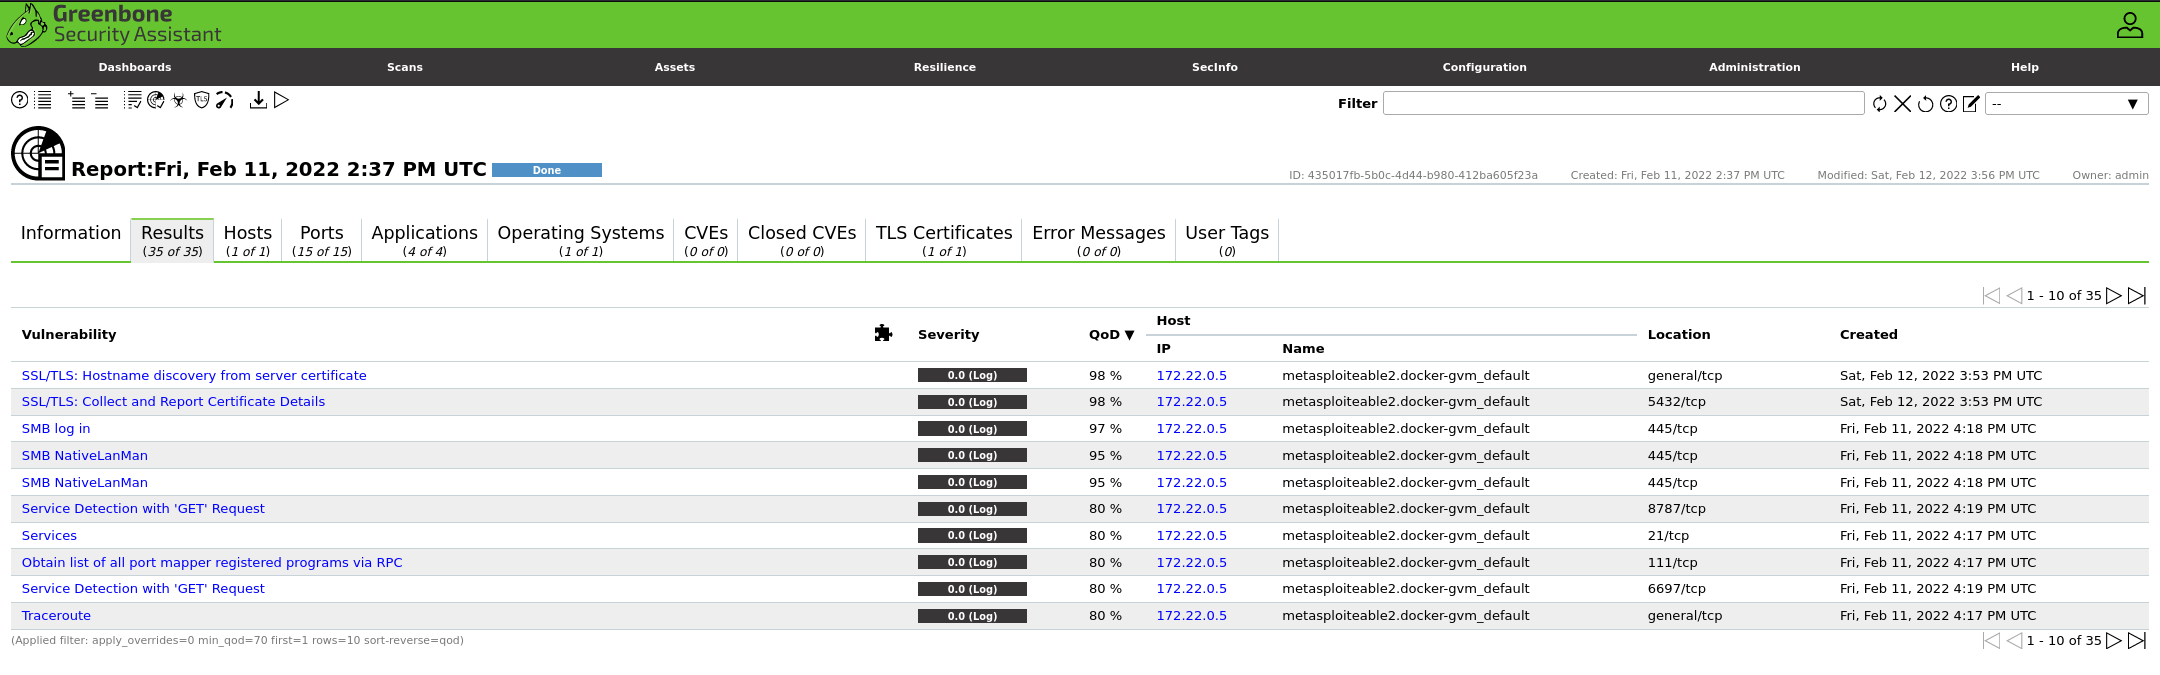 Greenbone
Security Assistant
Dashboards Scans Assets Resilience SecInfo Configuration Administration Help
Filter --
Report:Fri, Feb 11, 2022 2:37 PM UTC Done ID: 435017fb-5b0c-4d44-b980-412ba605f23a Created: Fri, Feb 11, 2022 2:37 PM UTC Modified: Sat, Feb 12, 2022 3:56 PM UTC Owner: admin
Information Results Hosts Ports Applications Operating Systems CVEs Closed CVEs TLS Certificates Error Messages User Tags
(35 of 35) (1 of 1) (15 of 15) (4 of 4) (1 of 1) (0 of 0) (0 of 0) (1 of 1) (0 of 0) (0)
1 - 10 of 35
Host
Vulnerability Severity QoD ▼ Location Created
IP Name
SSL/TLS: Hostname discovery from server certificate 0.0 (Log) 98 % 172.22.0.5 metasploiteable2.docker-gvm_default general/tcp Sat, Feb 12, 2022 3:53 PM UTC
SSL/TLS: Collect and Report Certificate Details 0.0 (Log) 98 % 172.22.0.5 metasploiteable2.docker-gvm_default 5432/tcp Sat, Feb 12, 2022 3:53 PM UTC
SMB log in 0.0 (Log) 97 % 172.22.0.5 metasploiteable2.docker-gvm_default 445/tcp Fri, Feb 11, 2022 4:18 PM UTC
SMB NativeLanMan 0.0 (Log) 95 % 172.22.0.5 metasploiteable2.docker-gvm_default 445/tcp Fri, Feb 11, 2022 4:18 PM UTC
SMB NativeLanMan 0.0 (Log) 95 % 172.22.0.5 metasploiteable2.docker-gvm_default 445/tcp Fri, Feb 11, 2022 4:18 PM UTC
Service Detection with 'GET' Request 0.0 (Log) 80 % 172.22.0.5 metasploiteable2.docker-gvm_default 8787/tcp Fri, Feb 11, 2022 4:19 PM UTC
Services 0.0 (Log) 80 % 172.22.0.5 metasploiteable2.docker-gvm_default 21/tcp Fri, Feb 11, 2022 4:17 PM UTC
Obtain list of all port mapper registered programs via RPC 0.0 (Log) 80 % 172.22.0.5 metasploiteable2.docker-gvm_default 111/tcp Fri, Feb 11, 2022 4:17 PM UTC
Service Detection with 'GET' Request 0.0 (Log) 80 % 172.22.0.5 metasploiteable2.docker-gvm_default 6697/tcp Fri, Feb 11, 2022 4:19 PM UTC
Traceroute 0.0 (Log) 80 % 172.22.0.5 metasploiteable2.docker-gvm_default general/tcp Fri, Feb 11, 2022 4:17 PM UTC
(Applied filter: apply_overrides=0 min_qod=70 first=1 rows=10 sort-reverse=qod) 1 - 10 of 35